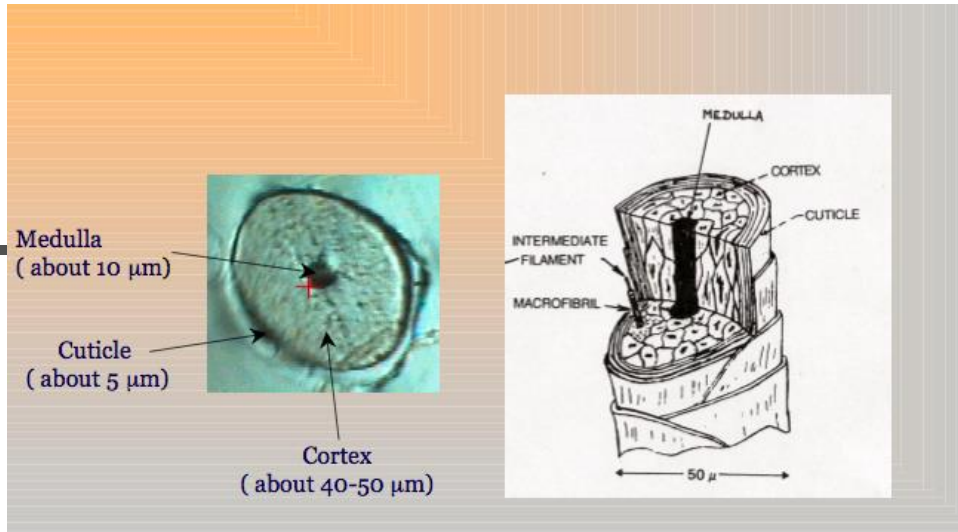 Medulla
( about 10 µm)
Cuticle
( about 5 µm)
Cortex
( about 40-50 µm)
MEDULLA
CORTEX
CUTICLE
INTERMEDIATE
FILAMENT
MACROFIBRIL
50 µ